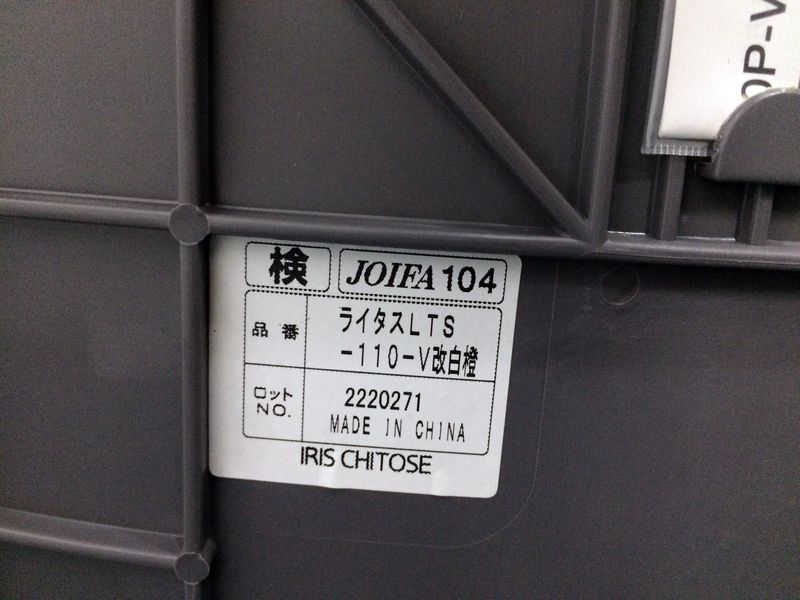 検 JOIFA104
品番 ライタスLTS
-110-V改白橙
ロット
NO.
2220271
MADE IN CHINA
IRIS CHITOSE
P-V